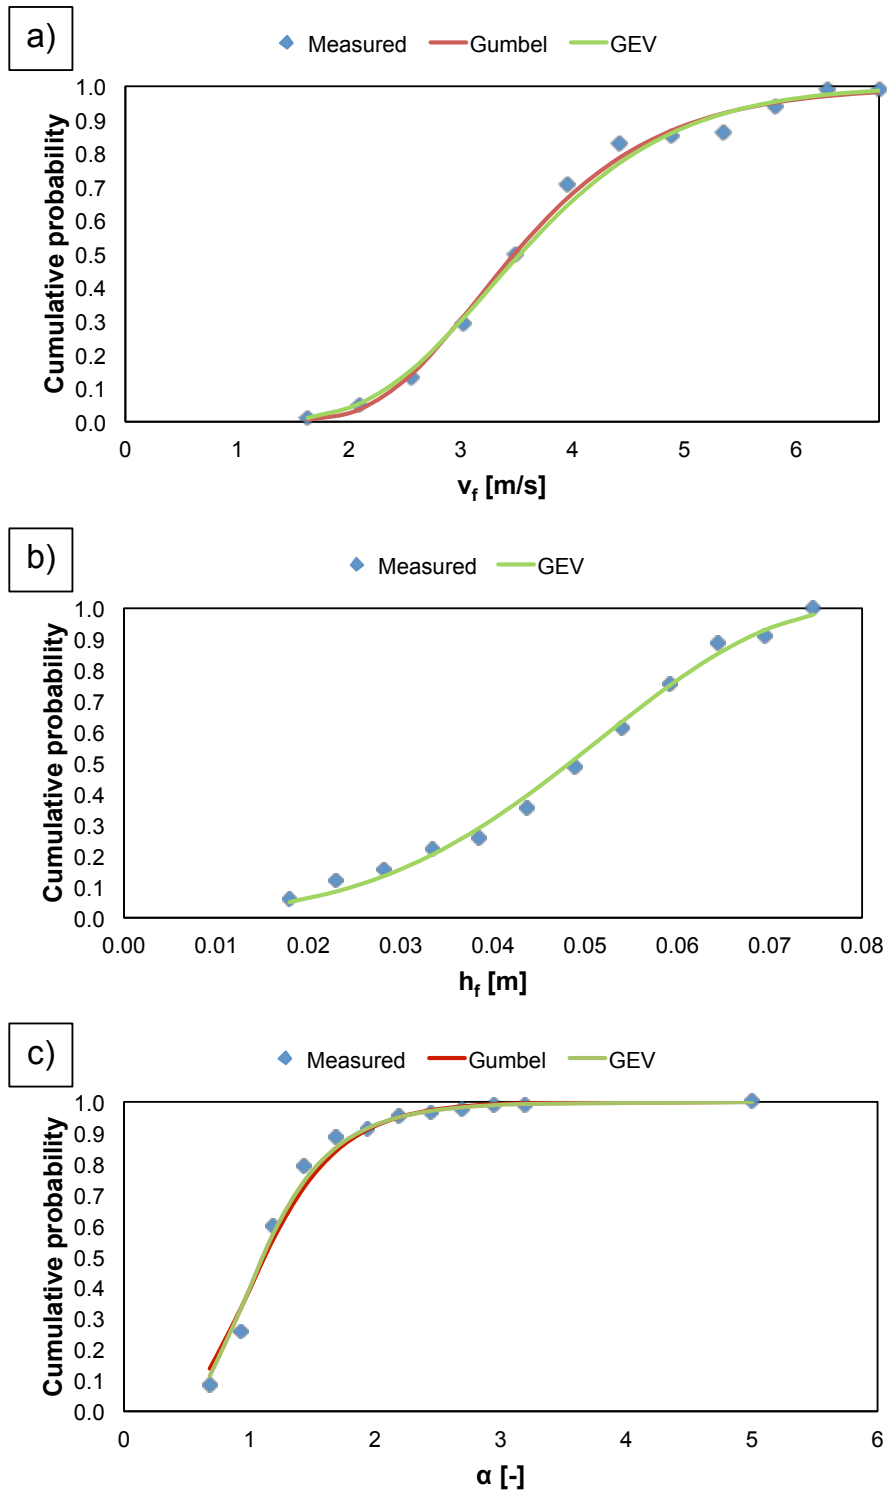 a)
Measured Gumbel GEV
Cumulative probability
1.0
0.9
0.8
0.7
0.6
0.5
0.4
0.3
0.2
0.1
0.0
0 1 2 3 4 5 6
v_f [m/s]
b)
Measured GEV
Cumulative probability
1.0
0.9
0.8
0.7
0.6
0.5
0.4
0.3
0.2
0.1
0.0
0.00 0.01 0.02 0.03 0.04 0.05 0.06 0.07 0.08
h_f [m]
c)
Measured Gumbel GEV
Cumulative probability
1.0
0.9
0.8
0.7
0.6
0.5
0.4
0.3
0.2
0.1
0.0
0 1 2 3 4 5 6
α [-]